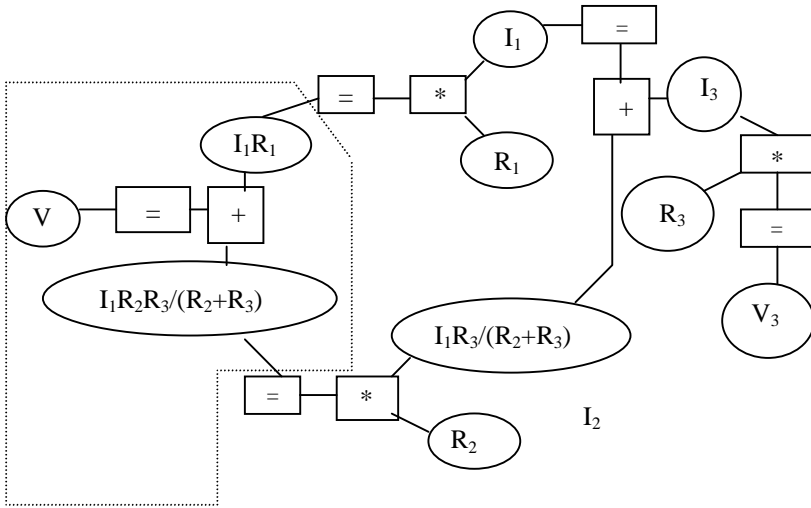 I₁
=
I₃
=
*
+
I₁R₁
R₁
*
V
=
+
R₃
=
I₁R₂R₃/(R₂+R₃)
V₃
I₁R₃/(R₂+R₃)
=
*
I₂
R₂